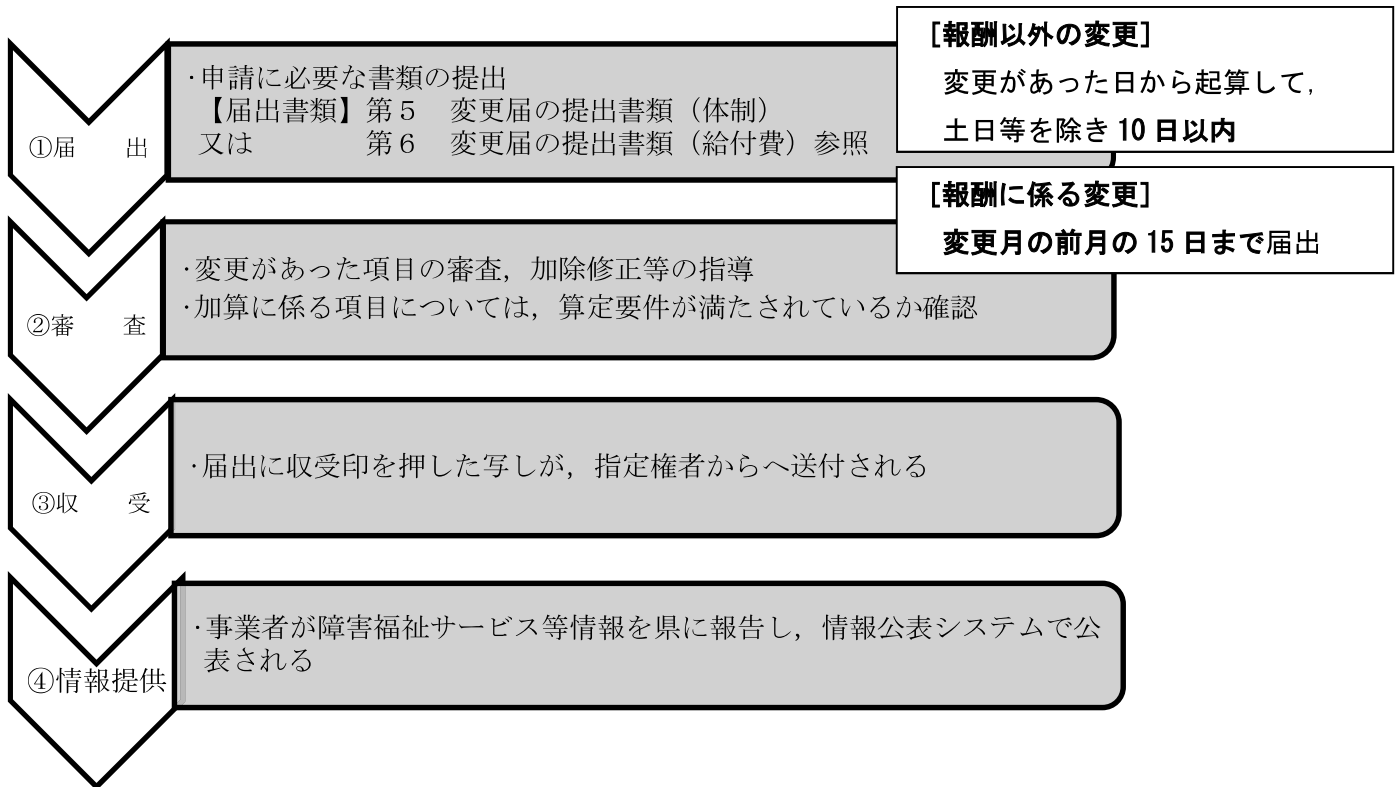 ①届　　出
・申請に必要な書類の提出
【届出書類】第５　変更届の提出書類（体制）
又は　　　　第６　変更届の提出書類（給付費）参照
［報酬以外の変更］
変更があった日から起算して，
土日等を除き 10 日以内
［報酬に係る変更］
変更月の前月の 15 日まで届出
②審　　査
・変更があった項目の審査，加除修正等の指導
・加算に係る項目については，算定要件が満たされているか確認
③収　　受
・届出に収受印を押した写しが，指定権者からへ送付される
④情報提供
・事業者が障害福祉サービス等情報を県に報告し，情報公表システムで公
表される